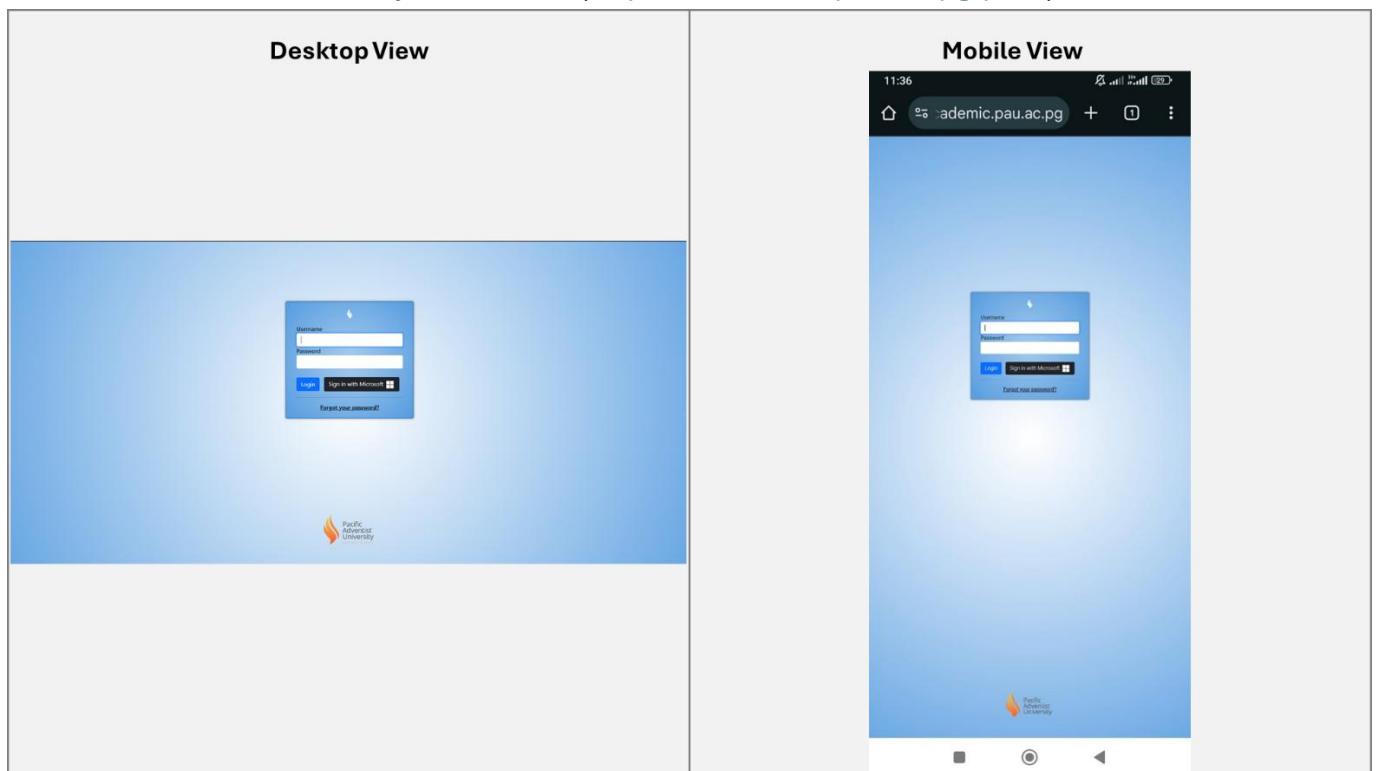 Desktop View
Username
Password
Login Sign in with Microsoft
Forgot your password?
Pacific
Adventist
University
Mobile View
11:36
ademic.pau.ac.pg
Username
Password
Login Sign in with Microsoft
Forgot your password?
Pacific
Adventist
University